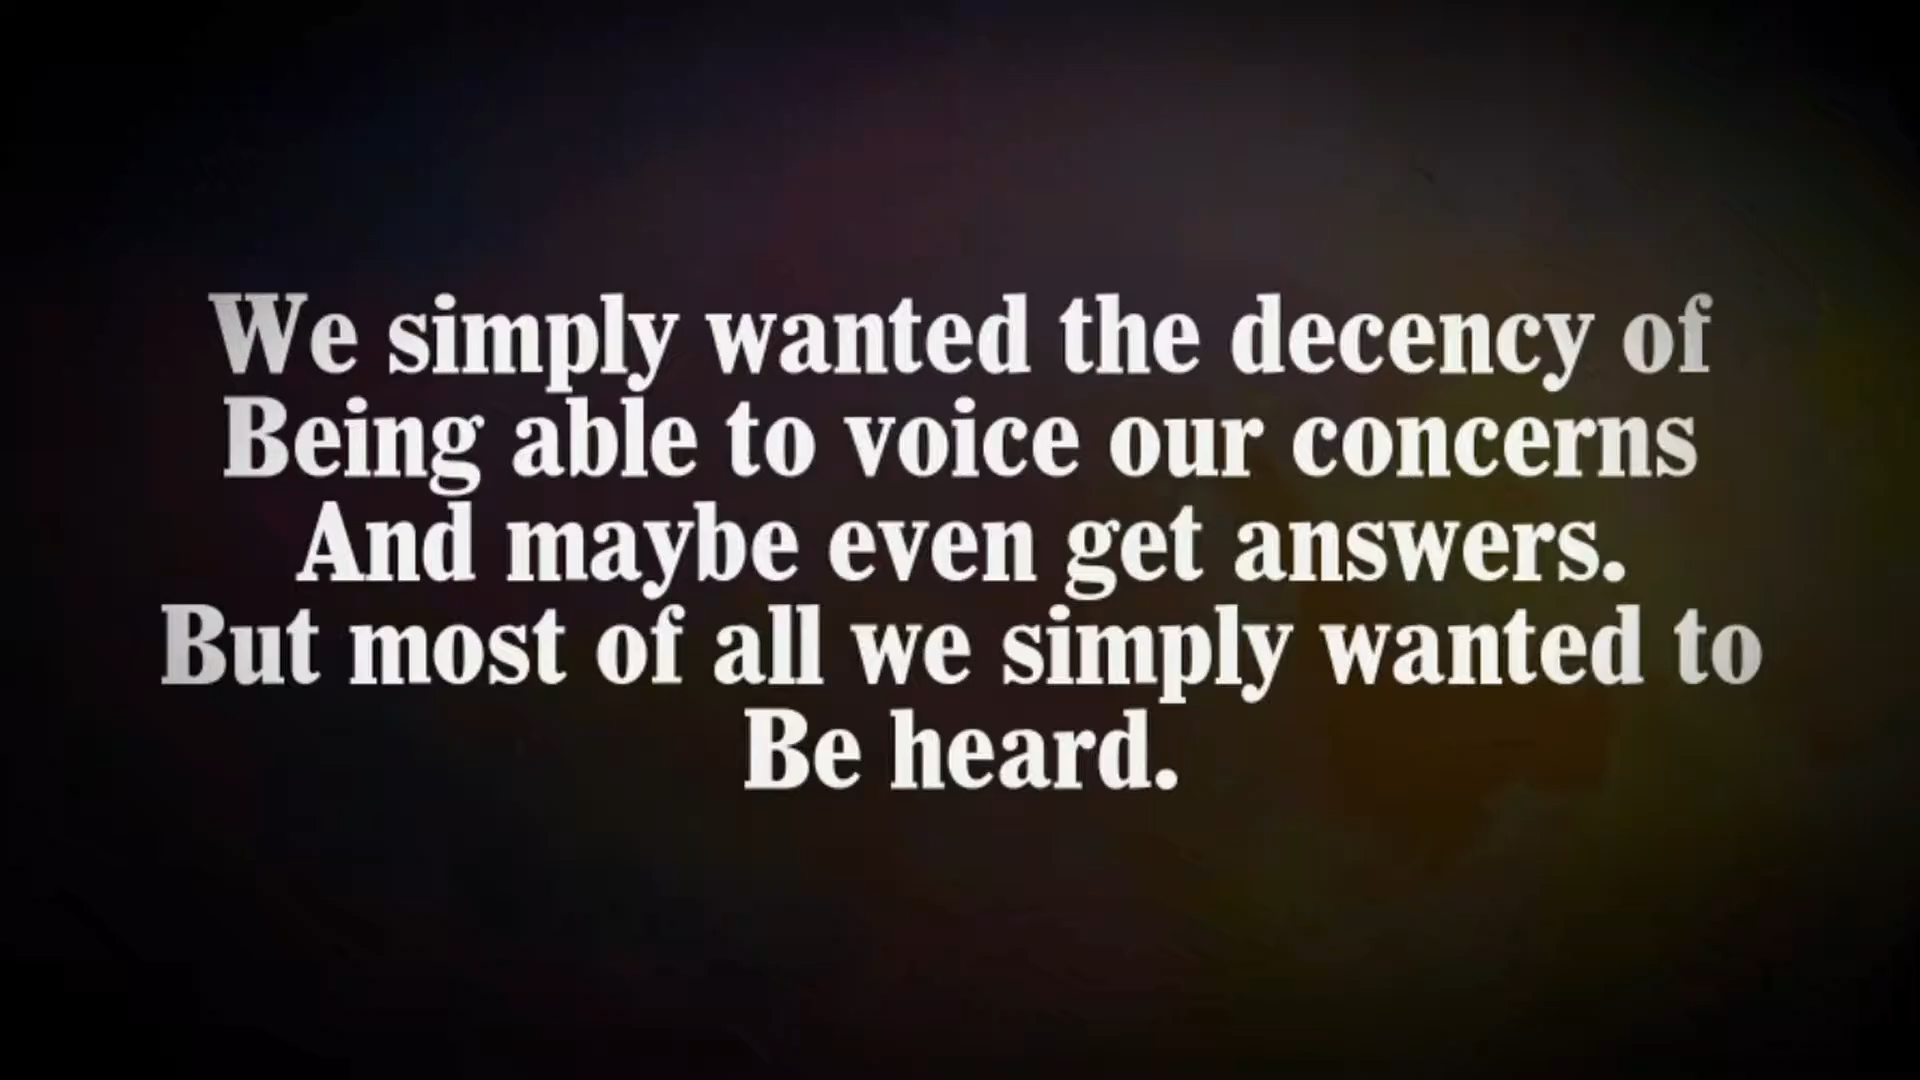 We simply wanted the decency of
Being able to voice our concerns
And maybe even get answers.
But most of all we simply wanted to
Be heard.